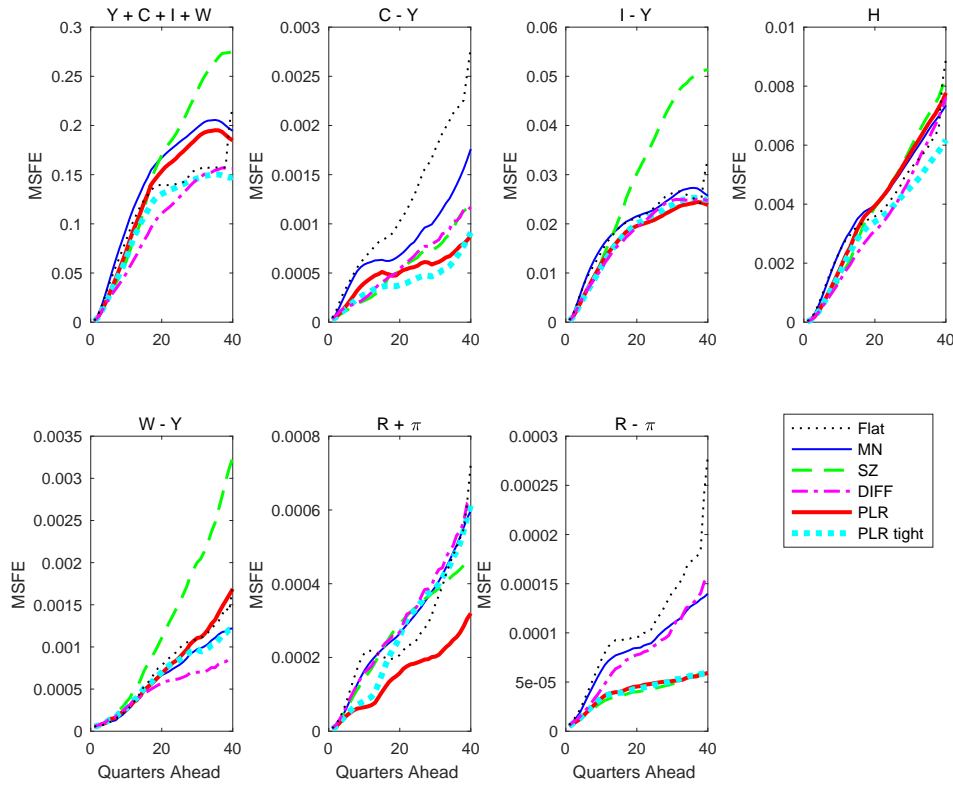 Y + C + I + W
C - Y
I - Y
H
MSFE
0.3
0.25
0.2
0.15
0.1
0.05
0
0 20 40
MSFE
0.003
0.0025
0.002
0.0015
0.001
0.0005
0
0 20 40
MSFE
0.06
0.05
0.04
0.03
0.02
0.01
0
0 20 40
MSFE
0.01
0.008
0.006
0.004
0.002
0
0 20 40
W - Y
R + π
R - π
MSFE
0.0035
0.003
0.0025
0.002
0.0015
0.001
0.0005
0
0 20 40
Quarters Ahead
MSFE
0.0008
0.0006
0.0004
0.0002
0
0 20 40
Quarters Ahead
MSFE
0.0003
0.00025
0.0002
0.00015
0.0001
5e-05
0
0 20 40
Quarters Ahead
Flat
MN
SZ
DIFF
PLR
PLR tight